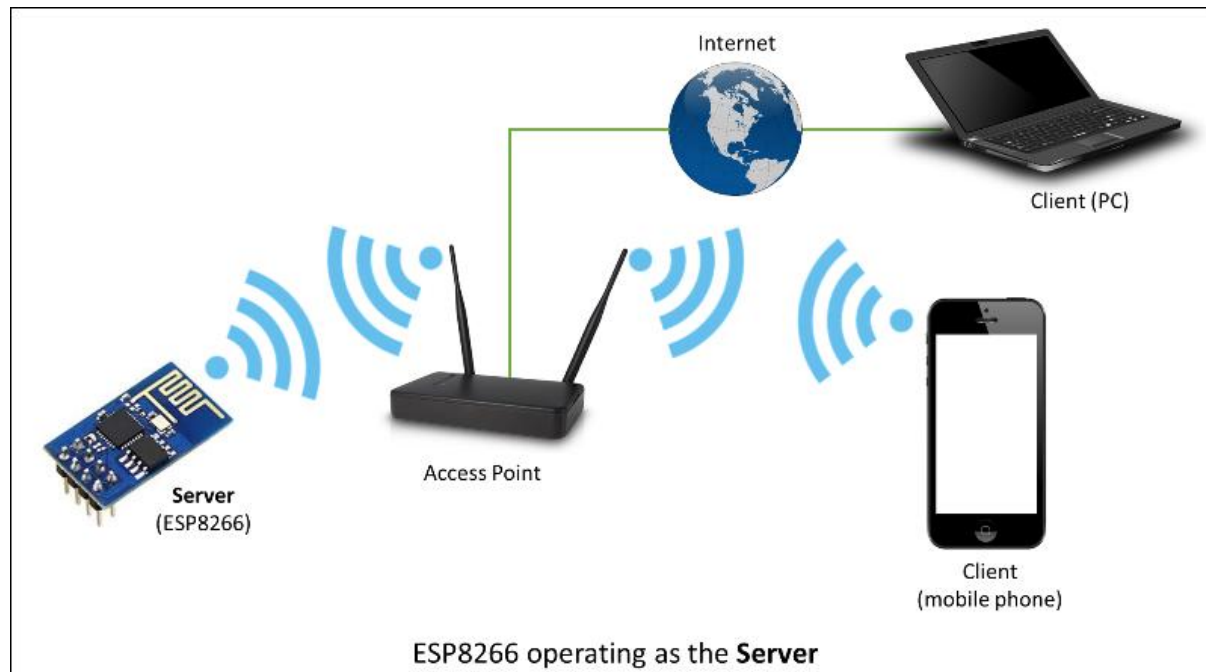 Internet
Client (PC)
Access Point
Server
(ESP8266)
Client
(mobile phone)
ESP8266 operating as the Server